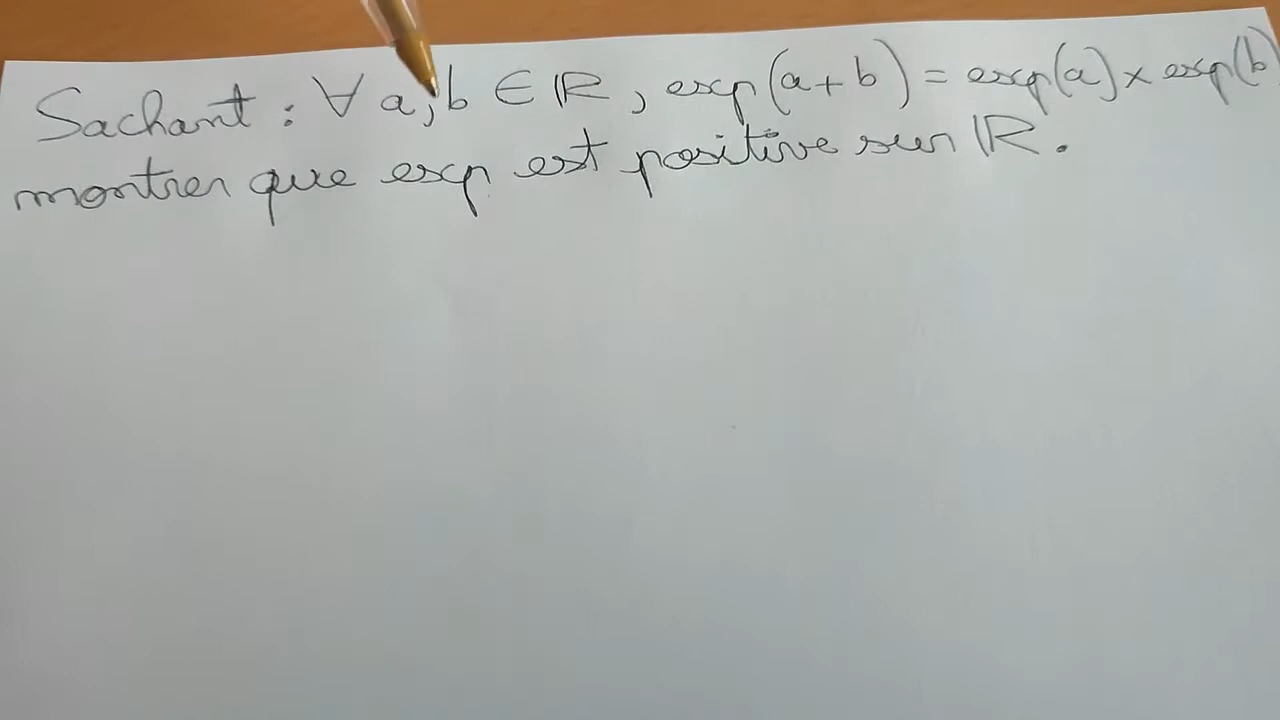 Sachant : ∀ a, b ∈ ℝ, exp(a+b) = exp(a) × exp(b)
montrer que exp est positive sur ℝ.